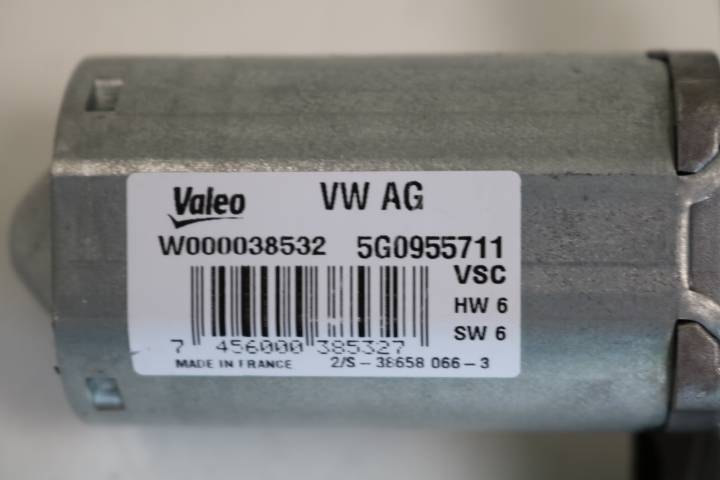 Valeo VW AG
W000038532 5G0955711
VSC
HW 6
SW 6
7 456000 385327
MADE IN FRANCE 2/S-38658 066-3